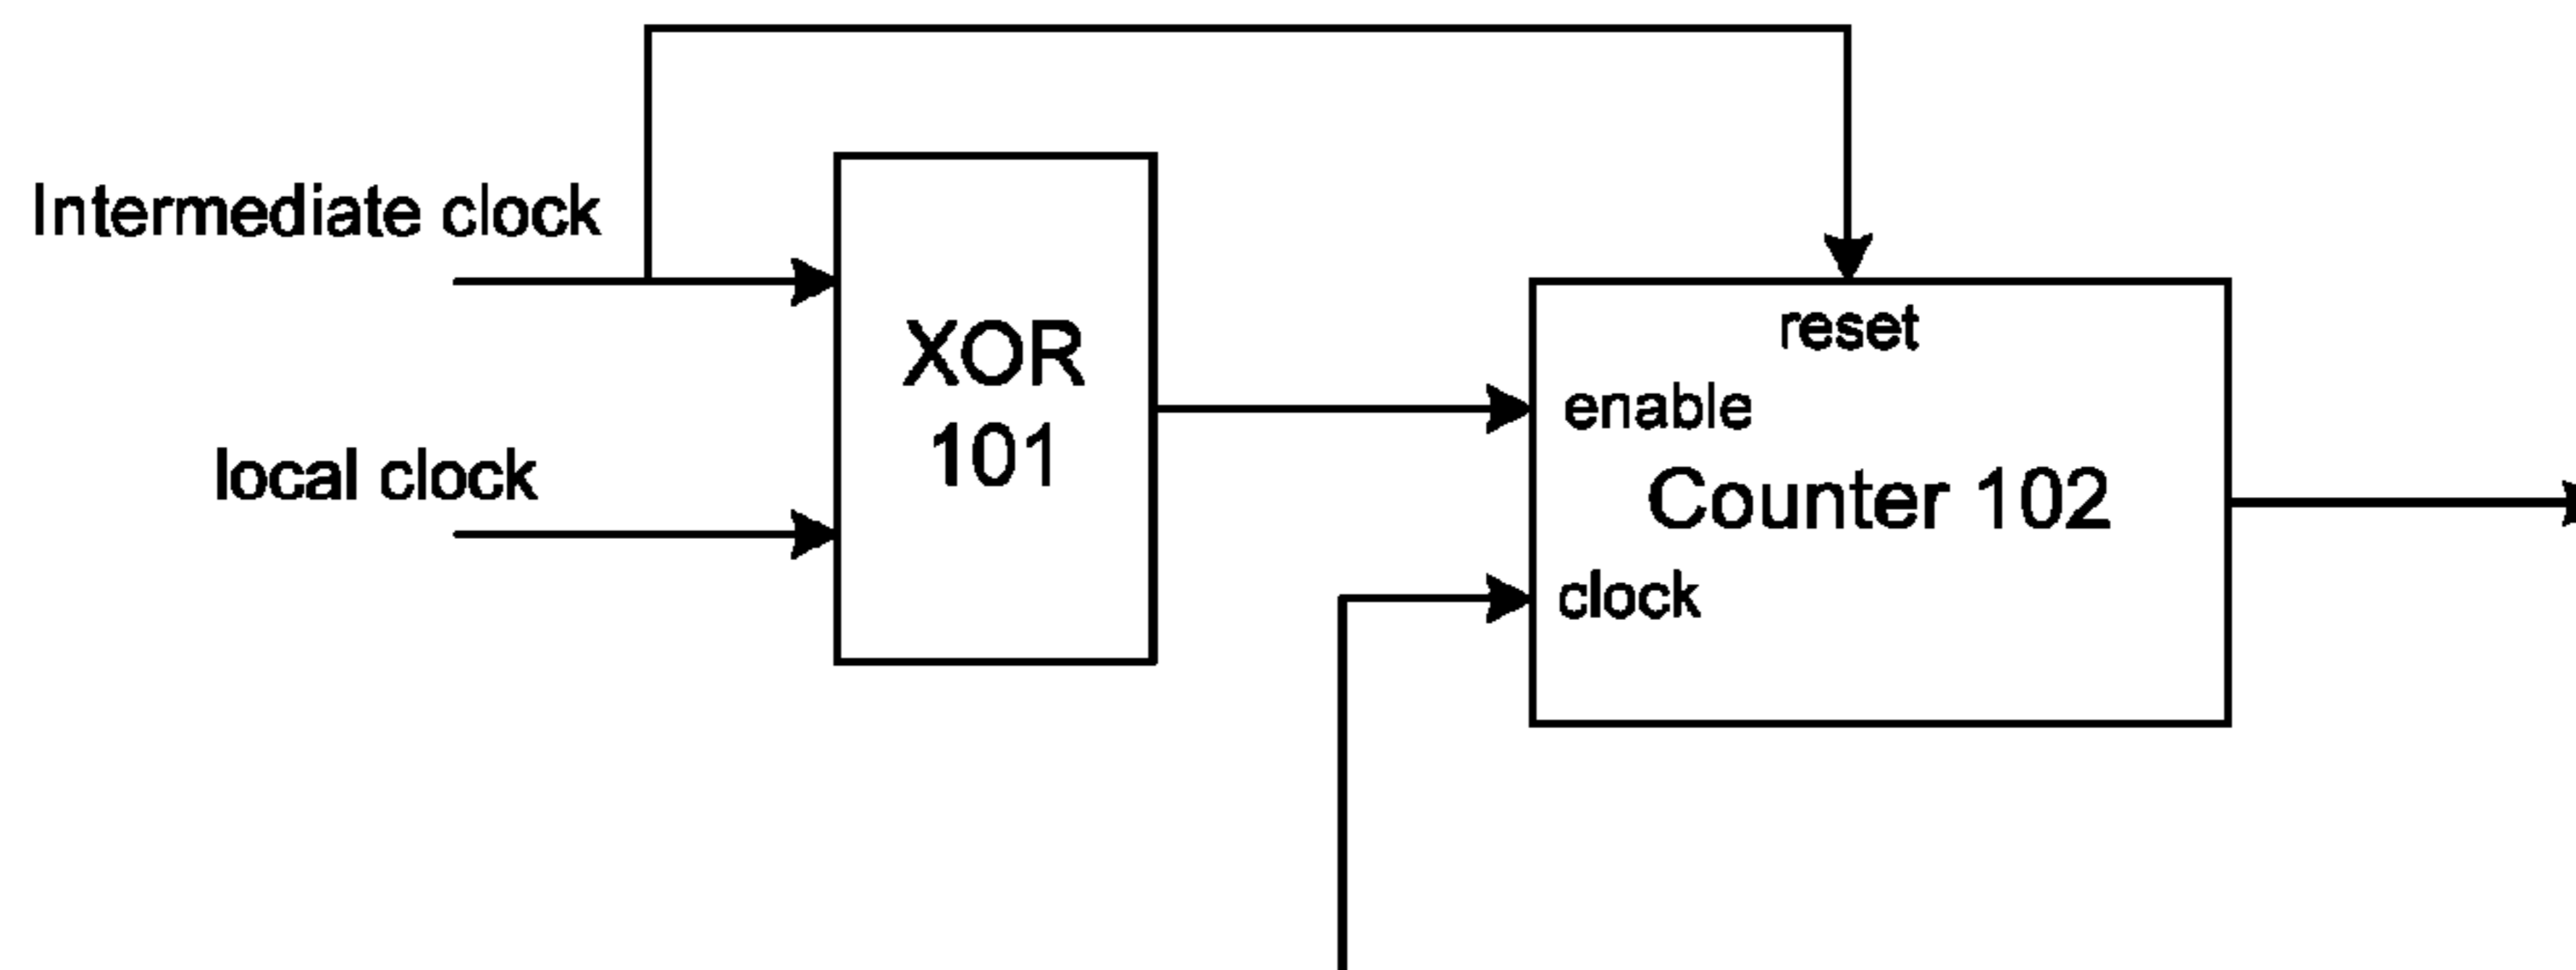 Intermediate clock
XOR
101
local clock
reset
enable
Counter 102
clock